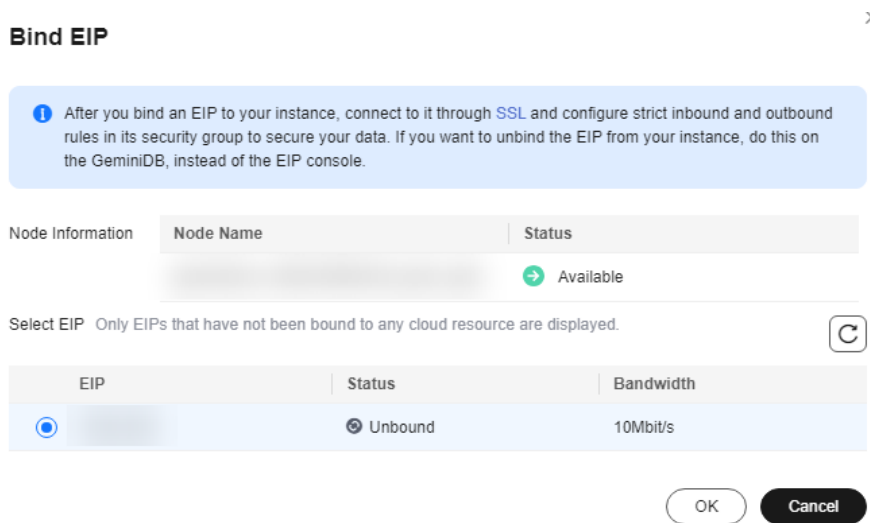 Bind EIP
After you bind an EIP to your instance, connect to it through SSL and configure strict inbound and outbound
rules in its security group to secure your data. If you want to unbind the EIP from your instance, do this on
the GeminiDB, instead of the EIP console.
Node Information Node Name Status
Available
Select EIP Only EIPs that have not been bound to any cloud resource are displayed.
EIP Status Bandwidth
Unbound 10Mbit/s
OK Cancel